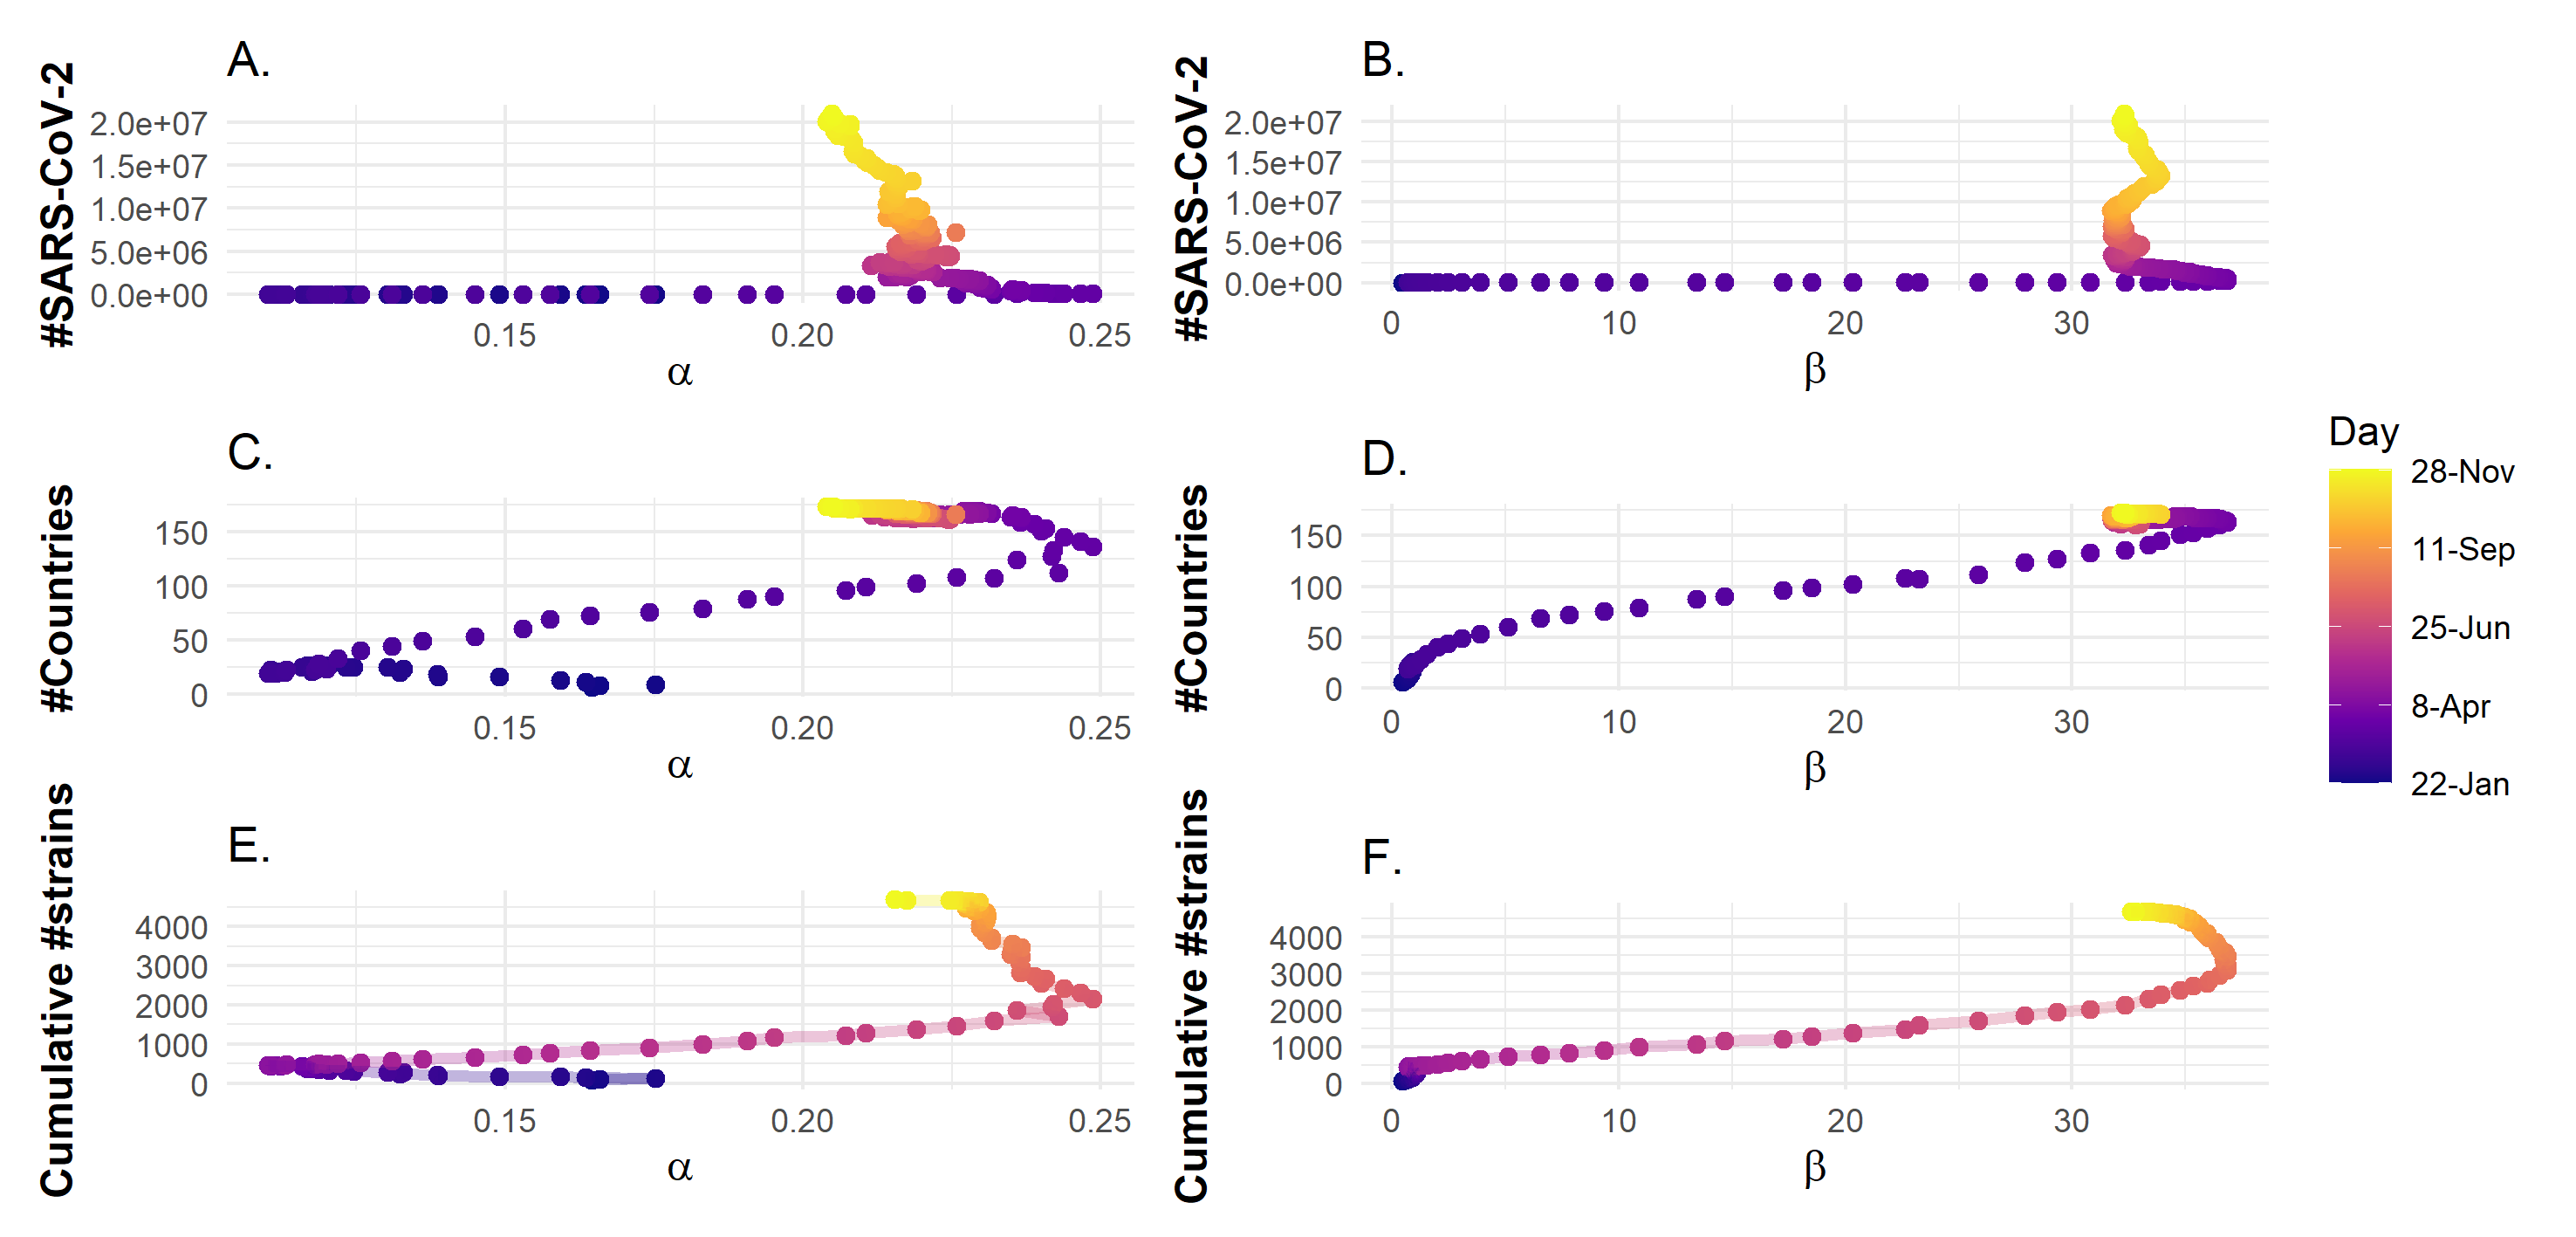 A.
#SARS-CoV-2
2.0e+07
1.5e+07
1.0e+07
5.0e+06
0.0e+00
0.15 0.20 0.25
α
B.
#SARS-CoV-2
2.0e+07
1.5e+07
1.0e+07
5.0e+06
0.0e+00
0 10 20 30
β
C.
#Countries
150
100
50
0
0.15 0.20 0.25
α
D.
#Countries
150
100
50
0
0 10 20 30
β
E.
Cumulative #strains
4000
3000
2000
1000
0
0.15 0.20 0.25
α
F.
Cumulative #strains
4000
3000
2000
1000
0
0 10 20 30
β
Day
28-Nov
11-Sep
25-Jun
8-Apr
22-Jan